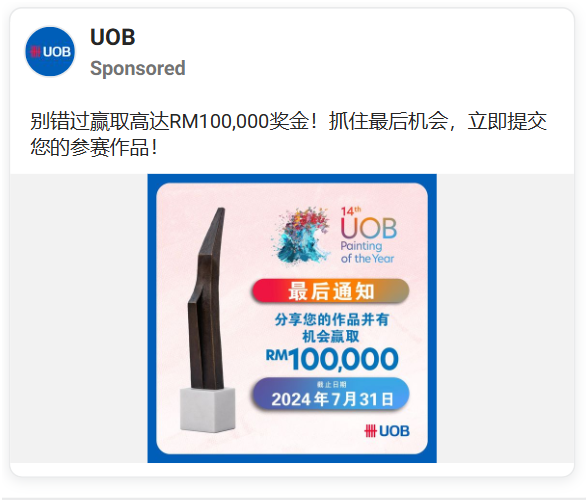 UOB
UOB
Sponsored
别错过赢取高达RM100,000奖金！抓住最后机会，立即提交
您的参赛作品！
14th
UOB
Painting
of the Year
最后通知
分享您的作品并有
机会赢取
RM100,000
截止日期
2024年7月31日
UOB